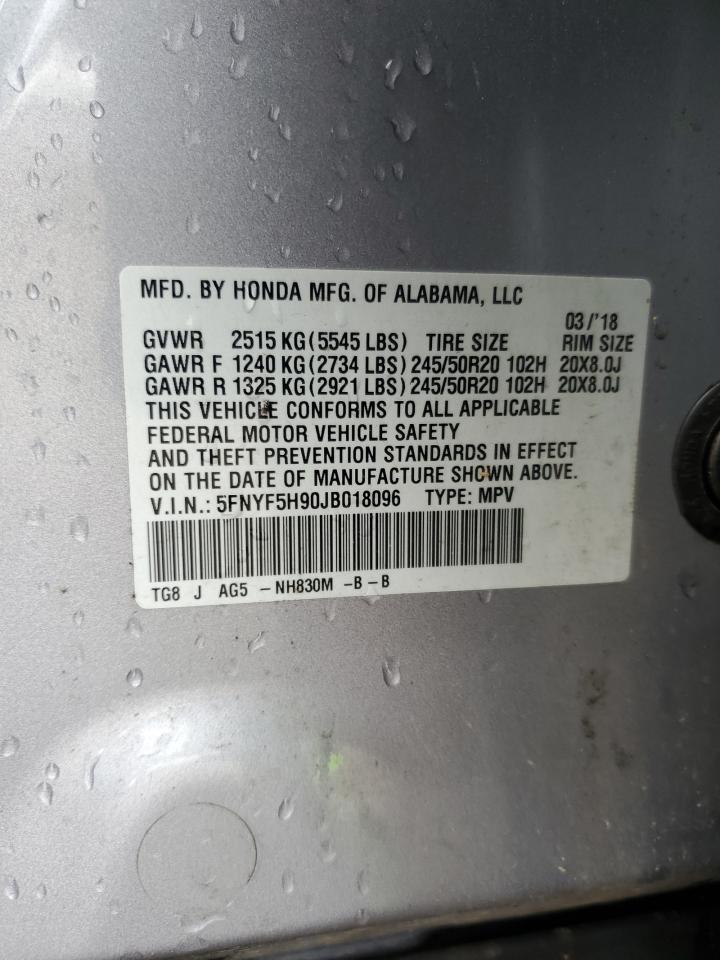 MFD. BY HONDA MFG. OF ALABAMA, LLC
03/'18
GVWR 2515 KG (5545 LBS) TIRE SIZE RIM SIZE
GAWR F 1240 KG (2734 LBS) 245/50R20 102H 20X8.0J
GAWR R 1325 KG (2921 LBS) 245/50R20 102H 20X8.0J
THIS VEHICLE CONFORMS TO ALL APPLICABLE
FEDERAL MOTOR VEHICLE SAFETY
AND THEFT PREVENTION STANDARDS IN EFFECT
ON THE DATE OF MANUFACTURE SHOWN ABOVE.
V.I.N.: 5FNYF5H90JB018096 TYPE: MPV
TG8 J AG5 - NH830M -B-B